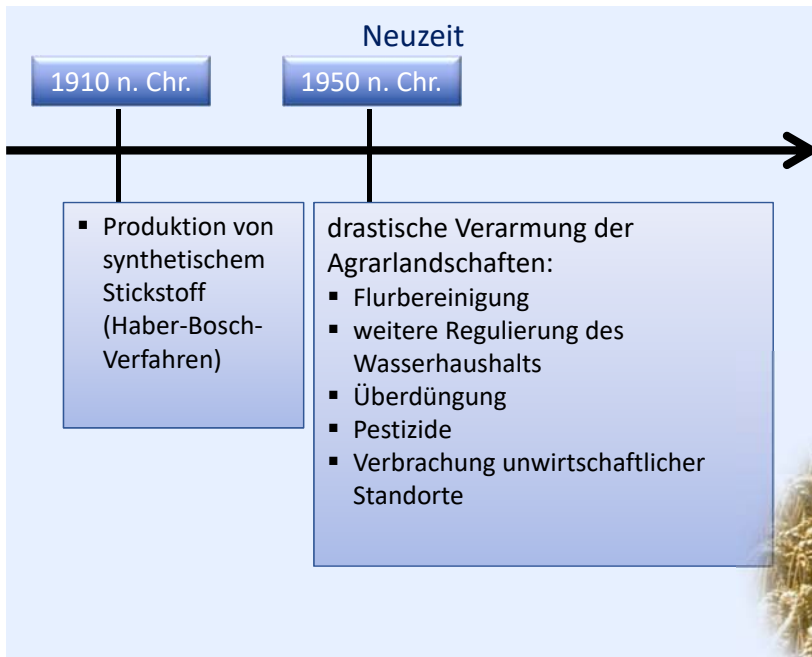 Neuzeit
1910 n. Chr.
1950 n. Chr.
▪ Produktion von
synthetischem
Stickstoff
(Haber-Bosch-
Verfahren)
drastische Verarmung der
Agrarlandschaften:
▪ Flurbereinigung
▪ weitere Regulierung des
Wasserhaushalts
▪ Überdüngung
▪ Pestizide
▪ Verbrachung unwirtschaftlicher
Standorte